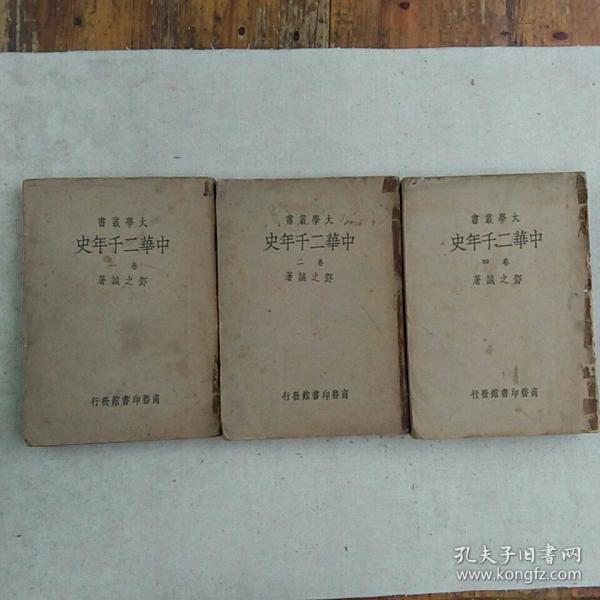 大學叢書
中華二千年史
卷一
鄧之誠著
商務印書館發行
大學叢書
中華二千年史
卷二
鄧之誠著
商務印書館發行
大學叢書
中華二千年史
卷四
鄧之誠著
商務印書館發行
孔夫子旧书网
www.kongfz.com